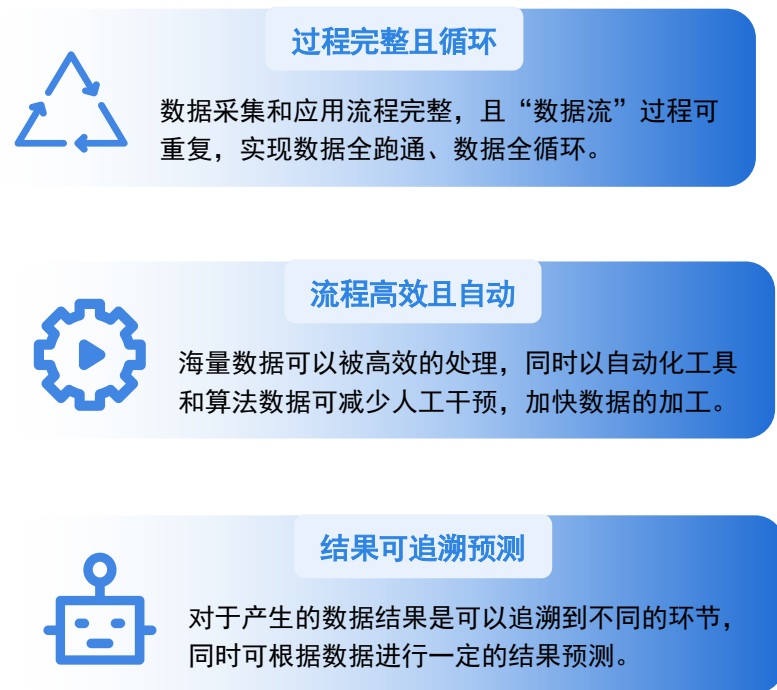 过程完整且循环
数据采集和应用流程完整，且“数据流”过程可
重复，实现数据全跑通、数据全循环。
流程高效且自动
海量数据可以被高效的处理，同时以自动化工具
和算法数据可减少人工干预，加快数据的加工。
结果可追溯预测
对于产生的数据结果是可以追溯到不同的环节，
同时可根据数据进行一定的结果预测。